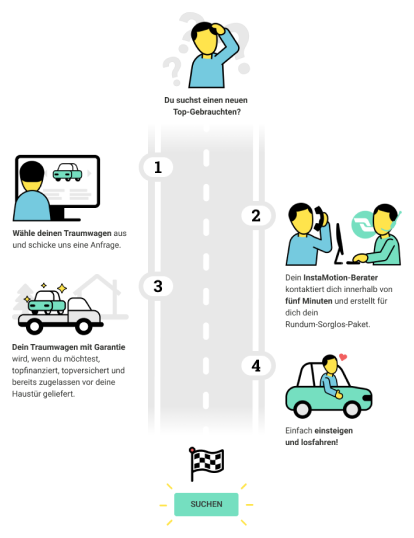 Du suchst einen neuen
Top-Gebrauchten?
1
Wähle deinen Traumwagen aus
und schicke uns eine Anfrage.
2
Dein InstaMotion-Berater
kontaktiert dich innerhalb von
fünf Minuten und erstellt für
dich dein
Rundum-Sorglos-Paket.
3
Dein Traumwagen mit Garantie
wird, wenn du möchtest,
topfinanziert, topversichert und
bereits zugelassen vor deine
Haustür geliefert.
4
Einfach einsteigen
und losfahren!
SUCHEN